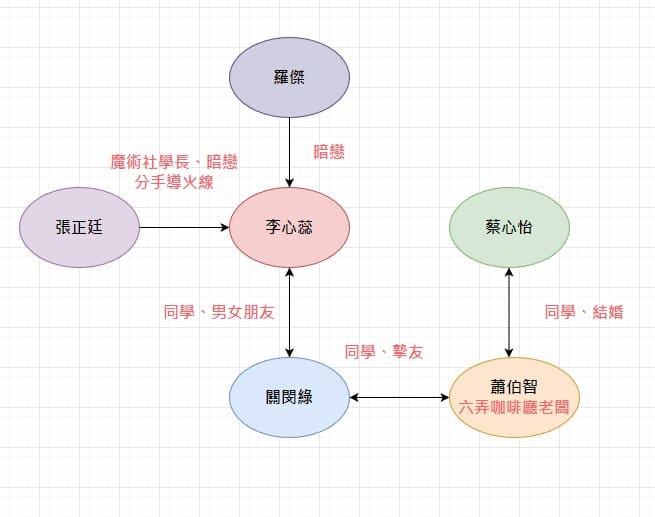 羅傑
暗戀
魔術社學長、暗戀
分手導火線
張正廷
李心蕊
蔡心怡
同學、男女朋友
同學、結婚
同學、摯友
關閔綠
蕭伯智
六弄咖啡廳老闆